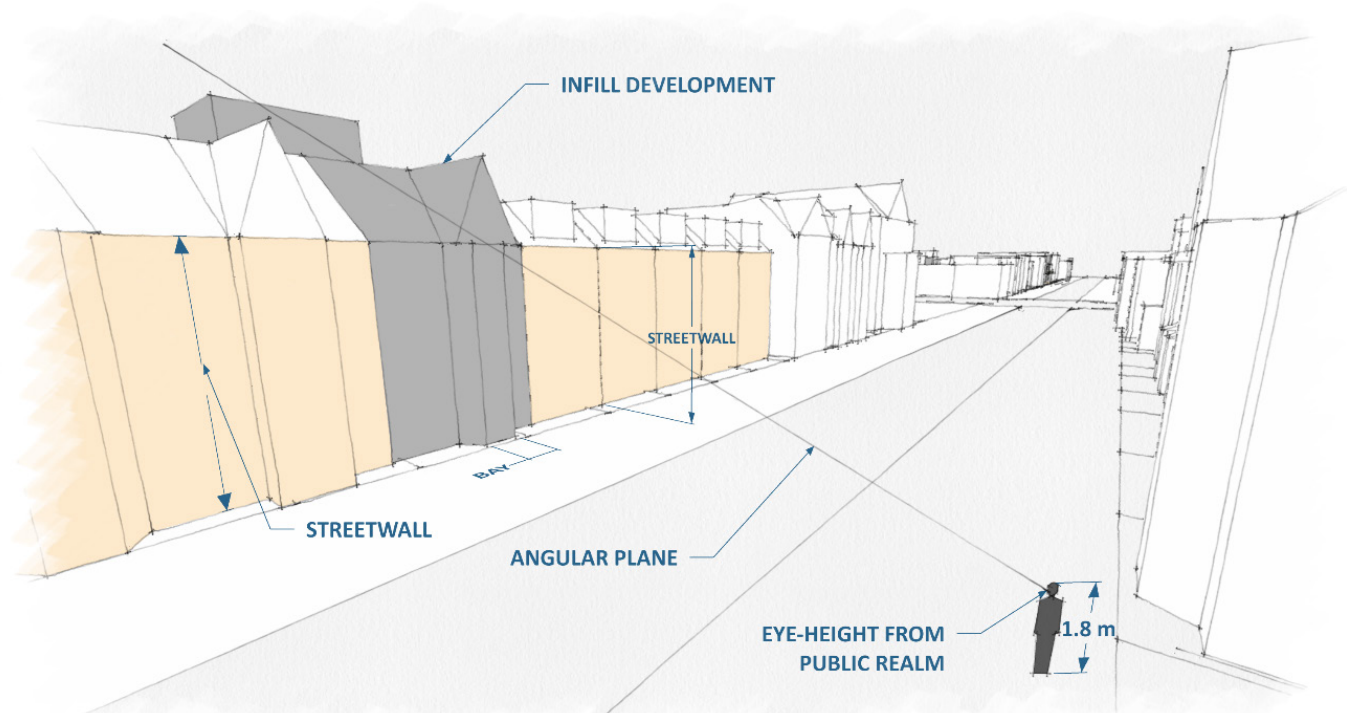 INFILL DEVELOPMENT
STREETWALL
BAY
STREETWALL
ANGULAR PLANE
EYE-HEIGHT FROM
PUBLIC REALM
1.8 m